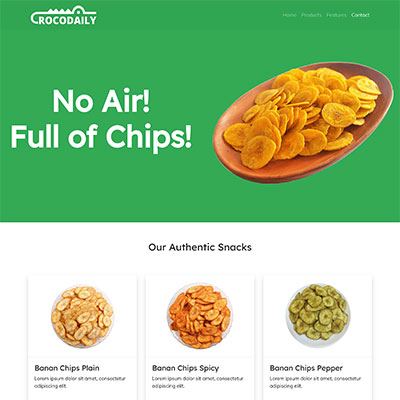 CROCODAILY
Home Products Features Contact
No Air!
Full of Chips!
Our Authentic Snacks
Banan Chips Plain
Lorem ipsum dolor sit amet, consectetur
adipiscing elit.
Banan Chips Spicy
Lorem ipsum dolor sit amet, consectetur
adipiscing elit.
Banan Chips Pepper
Lorem ipsum dolor sit amet, consectetur
adipiscing elit.